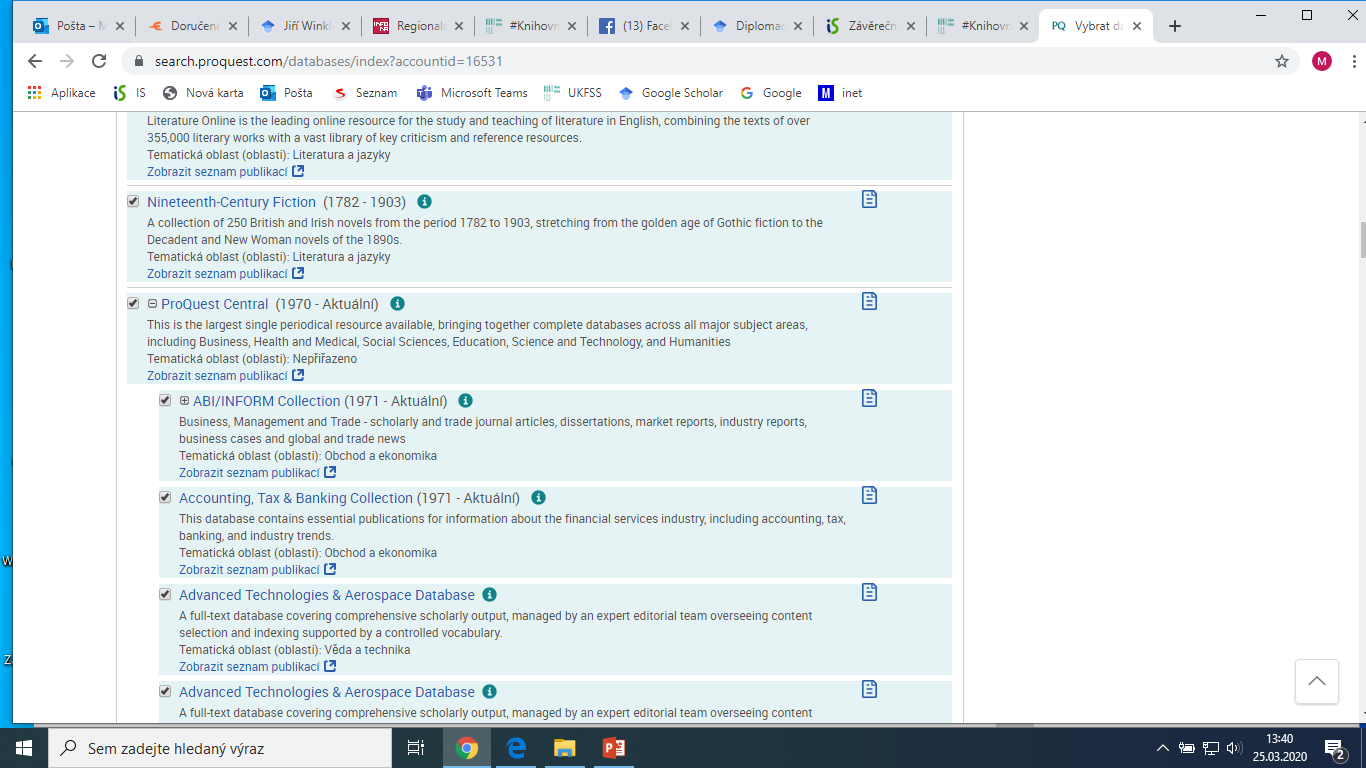 Pošta – M
Doručené
Jiří Winkl
Regionaln
#Knihovn
(13) Face
Diplomac
Závěrečn
#Knihovn
PQ Vybrat da
search.proquest.com/databases/index?accountid=16531
M
Aplikace
IS
Nová karta
Pošta
Seznam
Microsoft Teams
UKFSS
Google Scholar
Google
M inet
Literature Online is the leading online resource for the study and teaching of literature in English, combining the texts of over
355,000 literary works with a vast library of key criticism and reference resources.
Tematická oblast (oblasti): Literatura a jazyky
Zobrazit seznam publikací
Nineteenth-Century Fiction (1782 - 1903)
A collection of 250 British and Irish novels from the period 1782 to 1903, stretching from the golden age of Gothic fiction to the
Decadent and New Woman novels of the 1890s.
Tematická oblast (oblasti): Literatura a jazyky
Zobrazit seznam publikací
ProQuest Central (1970 - Aktuální)
This is the largest single periodical resource available, bringing together complete databases across all major subject areas,
including Business, Health and Medical, Social Sciences, Education, Science and Technology, and Humanities
Tematická oblast (oblasti): Nepřiřazeno
Zobrazit seznam publikací
ABI/INFORM Collection (1971 - Aktuální)
Business, Management and Trade - scholarly and trade journal articles, dissertations, market reports, industry reports,
business cases and global and trade news
Tematická oblast (oblasti): Obchod a ekonomika
Zobrazit seznam publikací
Accounting, Tax & Banking Collection (1971 - Aktuální)
This database contains essential publications for information about the financial services industry, including accounting, tax,
banking, and industry trends.
Tematická oblast (oblasti): Obchod a ekonomika
Zobrazit seznam publikací
Advanced Technologies & Aerospace Database
A full-text database covering comprehensive scholarly output, managed by an expert editorial team overseeing content
selection and indexing supported by a controlled vocabulary.
Tematická oblast (oblasti): Věda a technika
Zobrazit seznam publikací
Advanced Technologies & Aerospace Database
A full-text database covering comprehensive scholarly output, managed by an expert editorial team overseeing content
Sem zadejte hledaný výraz
13:40
25.03.2020
2